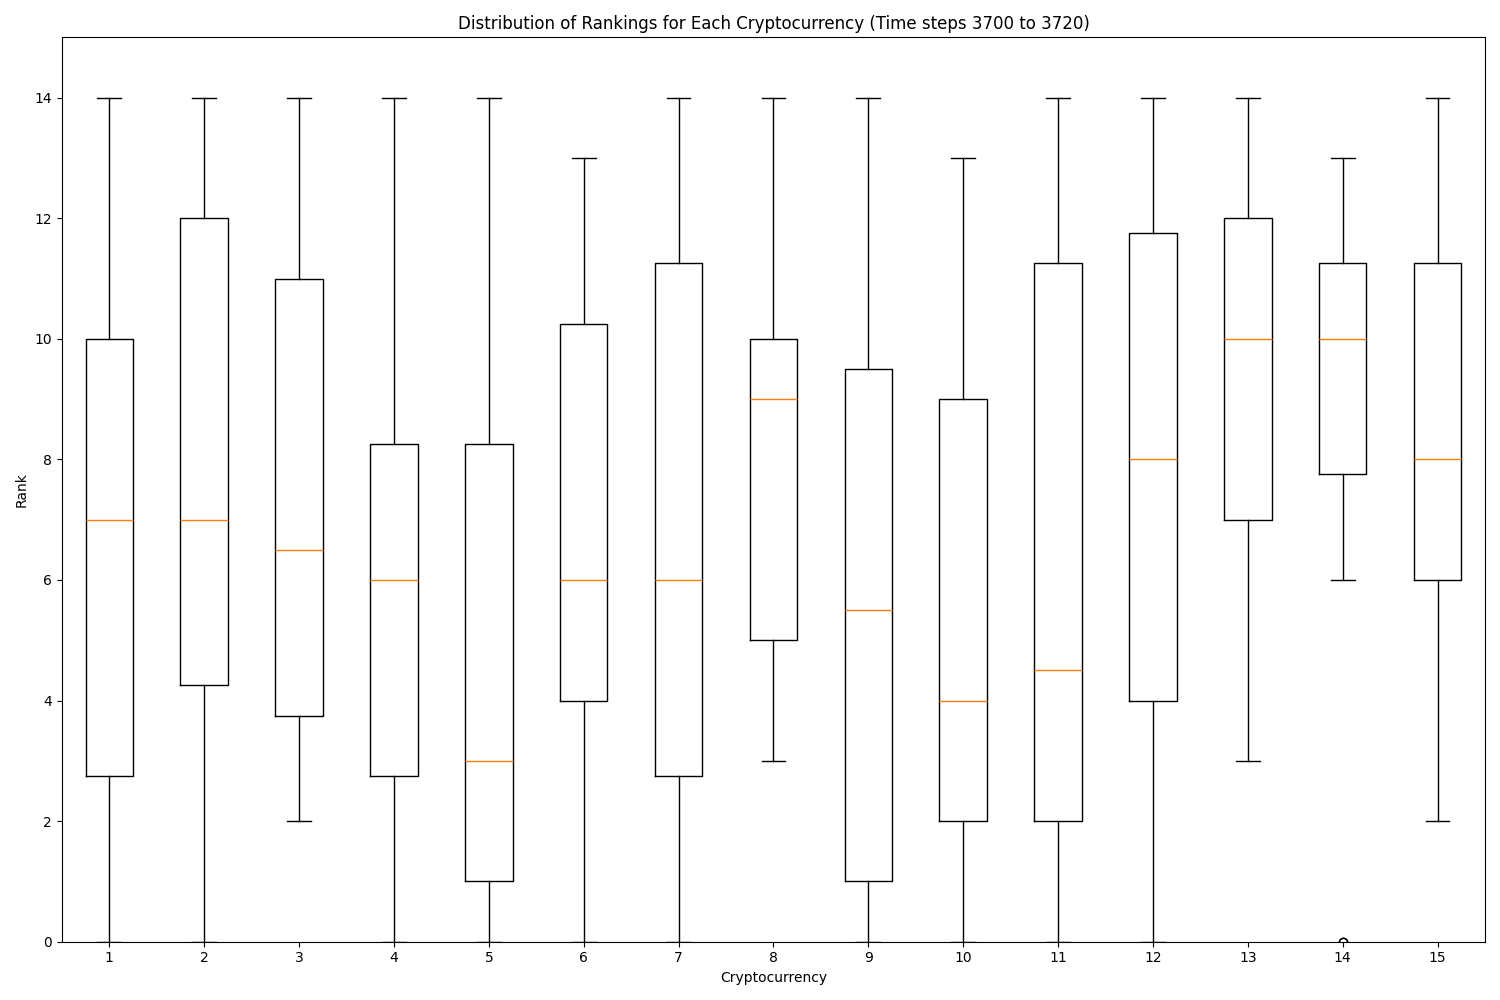 Distribution of Rankings for Each Cryptocurrency (Time steps 3700 to 3720)
Rank
14
12
10
8
6
4
2
0
1 2 3 4 5 6 7 8 9 10 11 12 13 14 15
Cryptocurrency